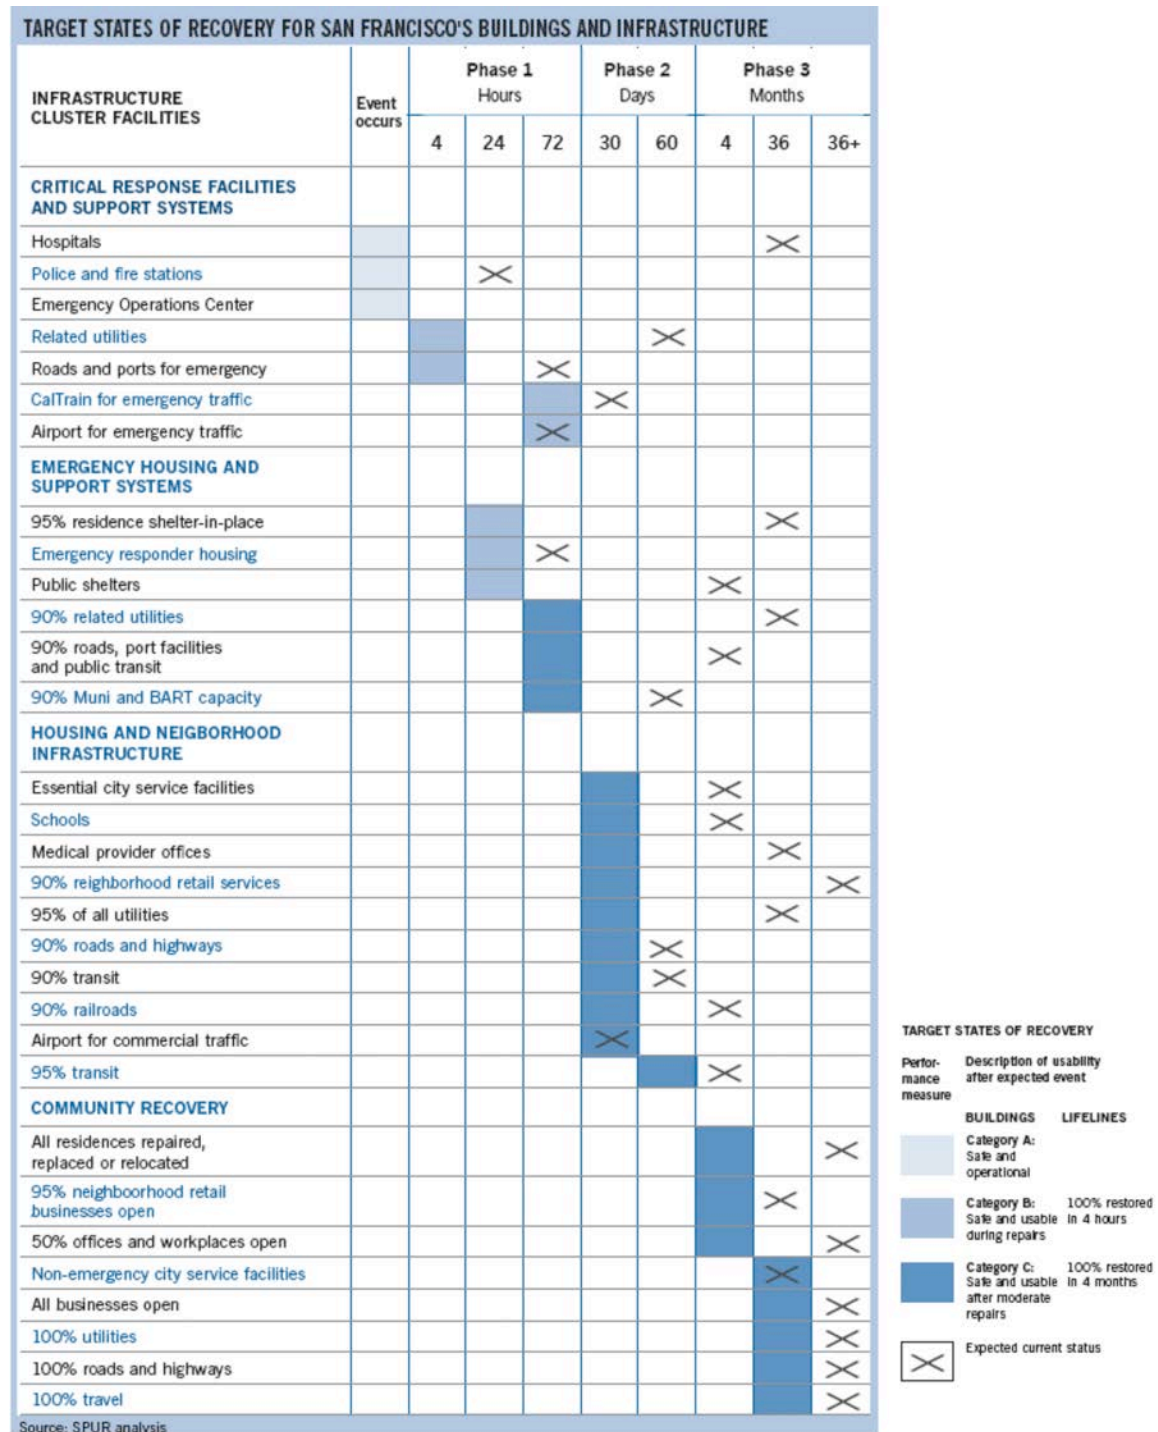 TARGET STATES OF RECOVERY FOR SAN FRANCISCO'S BUILDINGS AND INFRASTRUCTURE
INFRASTRUCTURE
CLUSTER FACILITIES
Event
occurs
Phase 1
Hours
Phase 2
Days
Phase 3
Months
4 24 72 30 60 4 36 36+
CRITICAL RESPONSE FACILITIES
AND SUPPORT SYSTEMS
Hospitals
Police and fire stations
Emergency Operations Center
Related utilities
Roads and ports for emergency
CalTrain for emergency traffic
Airport for emergency traffic
EMERGENCY HOUSING AND
SUPPORT SYSTEMS
95% residence shelter-in-place
Emergency responder housing
Public shelters
90% related utilities
90% roads, port facilities
and public transit
90% Muni and BART capacity
HOUSING AND NEIGBORHOOD
INFRASTRUCTURE
Essential city service facilities
Schools
Medical provider offices
90% reighborhood retail services
95% of all utilities
90% roads and highways
90% transit
90% railroads
Airport for commercial traffic
95% transit
COMMUNITY RECOVERY
All residences repaired,
replaced or relocated
95% neighboorhood retail
businesses open
50% offices and workplaces open
Non-emergency city service facilities
All businesses open
100% utilities
100% roads and highways
100% travel
Source: SPUR analysis
TARGET STATES OF RECOVERY
Perfor-
mance
measure
Description of usability
after expected event
BUILDINGS LIFELINES
Category A:
Safe and
operational
Category B: 100% restored
Safe and usable in 4 hours
during repairs
Category C: 100% restored
Safe and usable in 4 months
after moderate
repairs
Expected current status